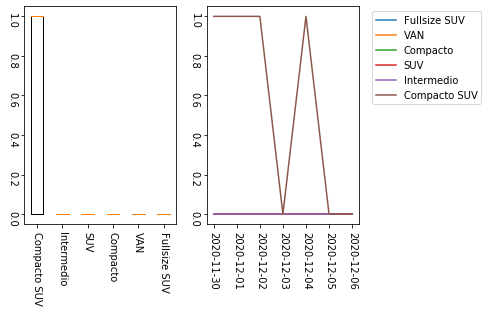 1.0
0.8
0.6
0.4
0.2
0.0
Compacto SUV
Intermedio
SUV
Compacto
VAN
Fullsize SUV
1.0
0.8
0.6
0.4
0.2
0.0
2020-11-30
2020-12-01
2020-12-02
2020-12-03
2020-12-04
2020-12-05
2020-12-06
Fullsize SUV
VAN
Compacto
SUV
Intermedio
Compacto SUV